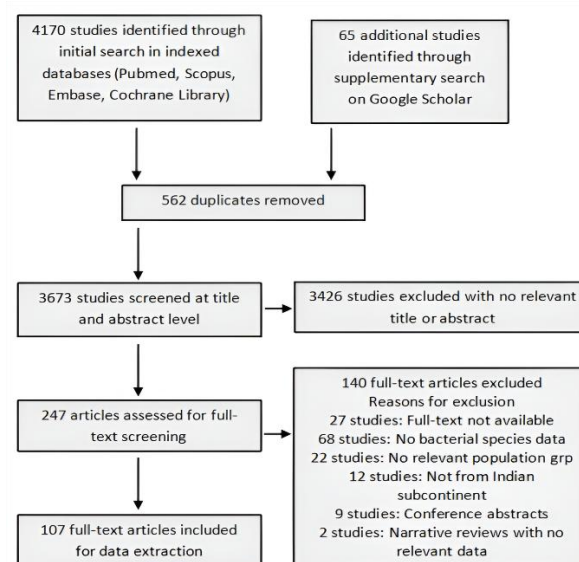 4170 studies identified through
initial search in indexed
databases (Pubmed, Scopus,
Embase, Cochrane Library)
65 additional studies
identified through
supplementary search
on Google Scholar
562 duplicates removed
3673 studies screened at title
and abstract level
3426 studies excluded with no relevant
title or abstract
247 articles assessed for full-
text screening
140 full-text articles excluded
Reasons for exclusion
27 studies: Full-text not available
68 studies: No bacterial species data
22 studies: No relevant population grp
12 studies: Not from Indian
subcontinent
9 studies: Conference abstracts
2 studies: Narrative reviews with no
relevant data
107 full-text articles included
for data extraction